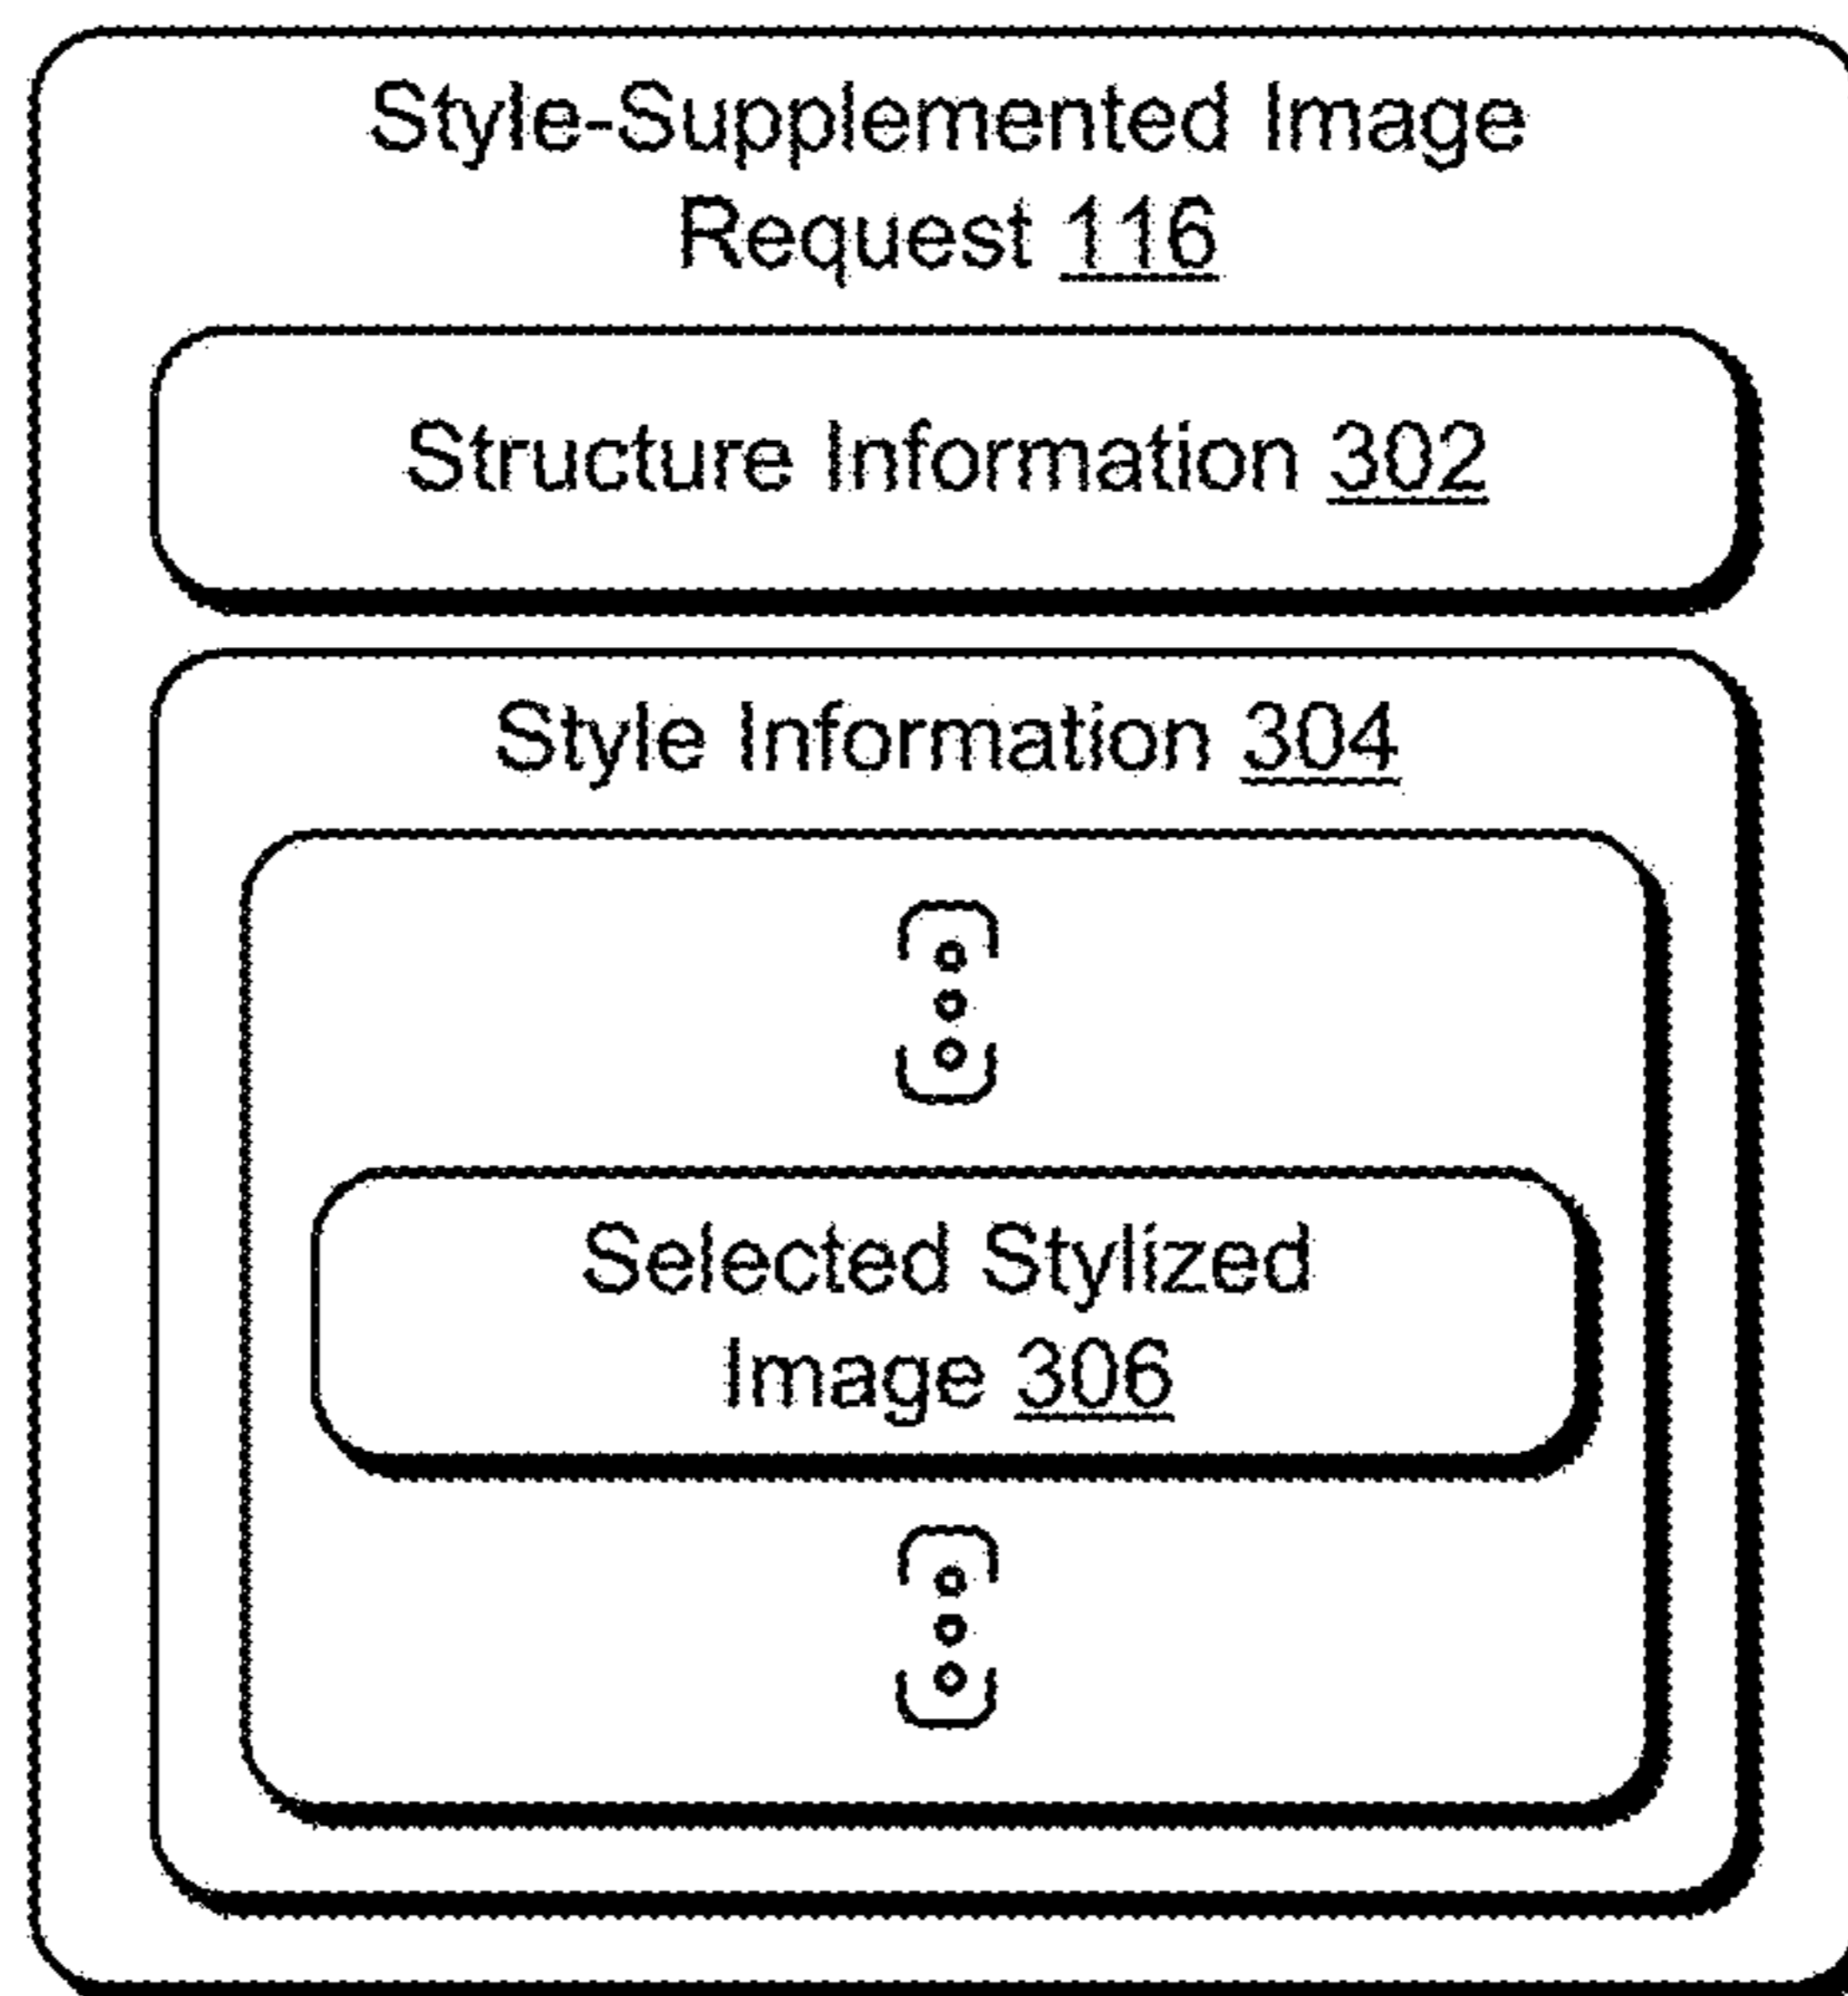 Style-Supplemented Image
Request 116
Structure Information 302
Style Information 304
Selected Stylized
Image 306